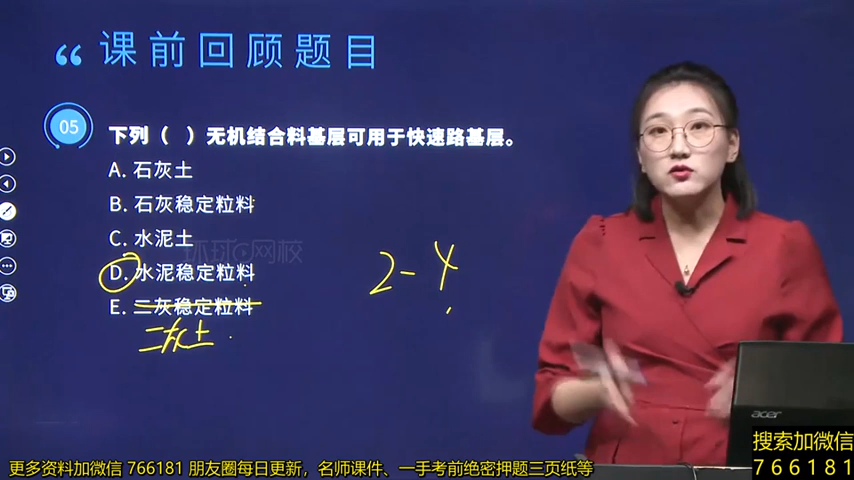 课前回顾题目
05
下列（ ）无机结合料基层可用于快速路基层。
A. 石灰土
B. 石灰稳定粒料
C. 水泥土
环球网校
D. 水泥稳定粒料
E. 二灰稳定粒料
二灰土
2-4
acer
搜索加微信
766181
更多资料加微信 766181 朋友圈每日更新，名师课件、一手考前绝密押题三页纸等